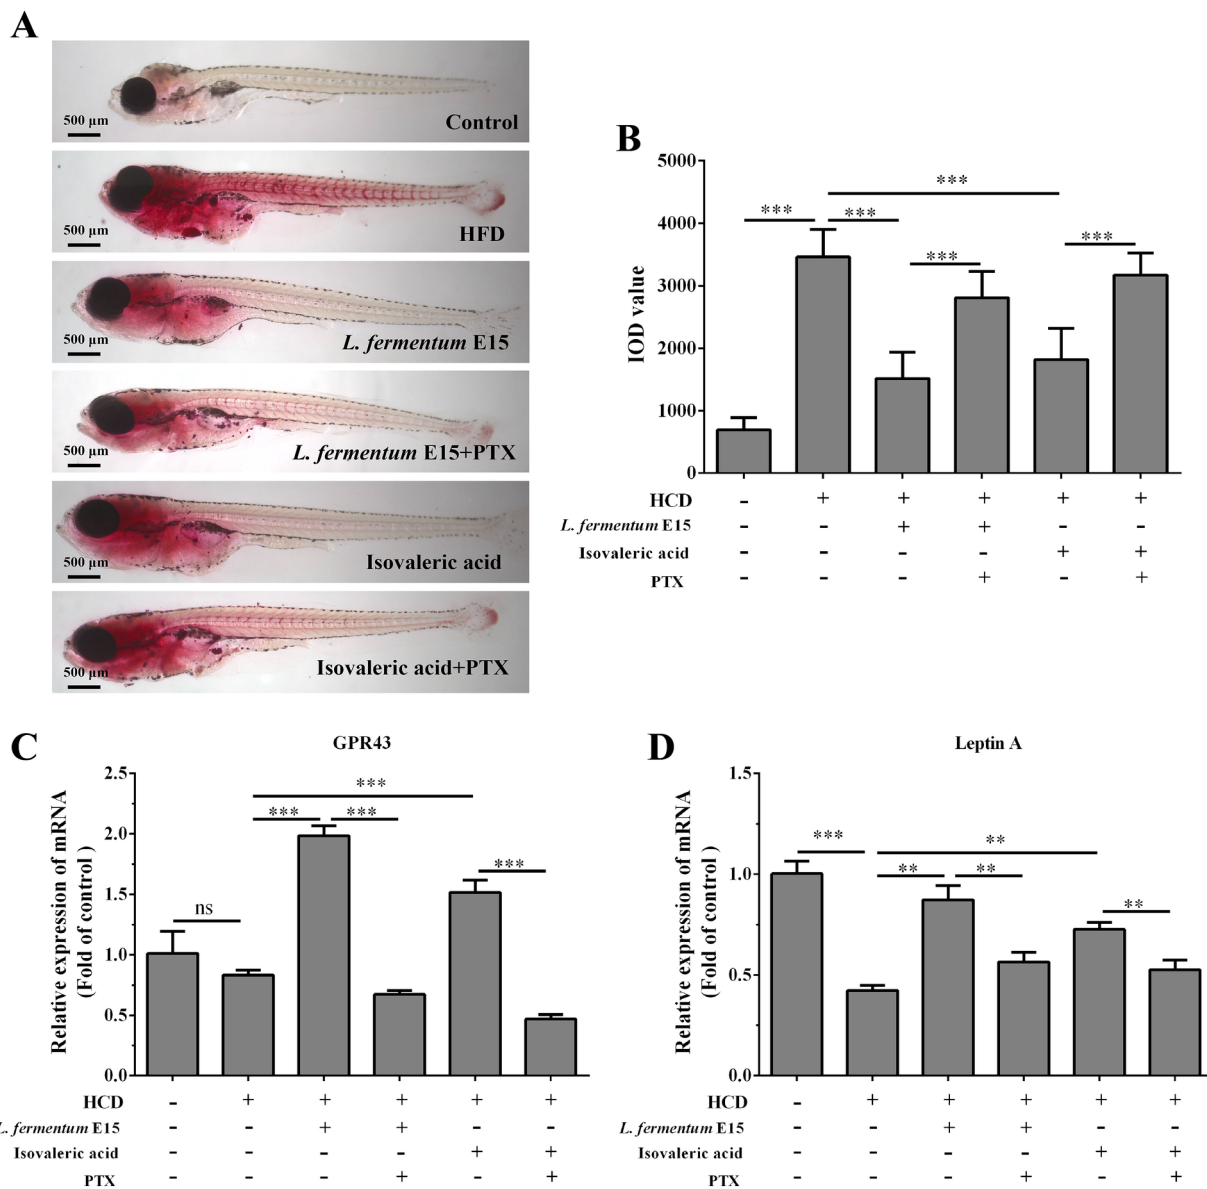 A
500 μm
Control
500 μm
HFD
500 μm
L. fermentum E15
500 μm
L. fermentum E15+PTX
500 μm
Isovaleric acid
500 μm
Isovaleric acid+PTX
B
IOD value
5000
4000
3000
2000
1000
0
***
***
***
***
***
HCD - + + + + +
L. fermentum E15 - - + + - -
Isovaleric acid - - - - + +
PTX - - - + - +
C
GPR43
Relative expression of mRNA
(Fold of control )
2.5
2.0
1.5
1.0
0.5
0.0
ns
***
***
***
***
HCD - + + + + +
L. fermentum E15 - - + + - -
Isovaleric acid - - - - + +
PTX - - - + - +
D
Leptin A
Relative expression of mRNA
(Fold of control )
1.5
1.0
0.5
0.0
***
**
**
**
**
HCD - + + + + +
L. fermentum E15 - - + + - -
Isovaleric acid - - - - + +
PTX - - - + - +